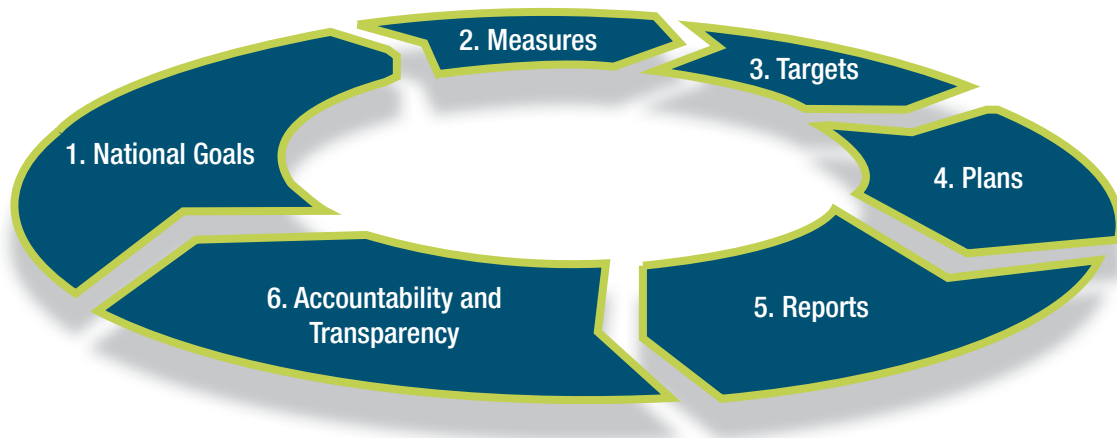 1. National Goals
2. Measures
3. Targets
4. Plans
5. Reports
6. Accountability and
Transparency